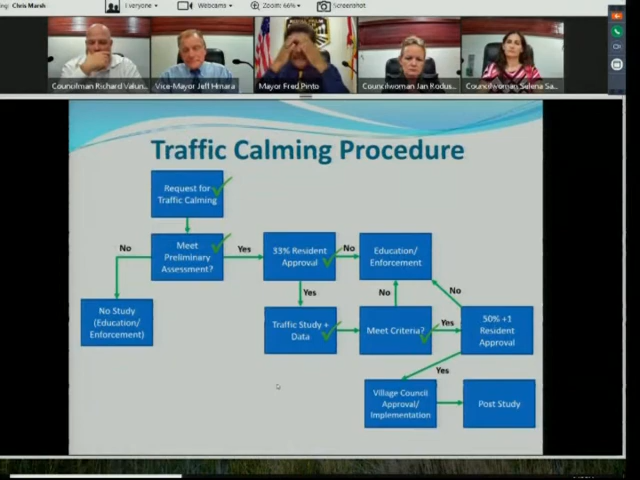 Chris Marsh
Everyone
Webcams
Zoom: 66%
Screenshot
Councilman Richard Valun...
Vice-Mayor Jeff Hmara
Mayor Fred Pinto
Councilwoman Jan Rodus...
Councilwoman Selena Sa...
Traffic Calming Procedure
Request for
Traffic Calming
No
Meet
Preliminary
Assessment?
Yes
33% Resident
Approval
No
Education/
Enforcement
Yes
No
No
No Study
(Education/
Enforcement)
Traffic Study +
Data
Meet Criteria?
Yes
50% +1
Resident
Approval
Yes
Village Council
Approval/
Implementation
Post Study